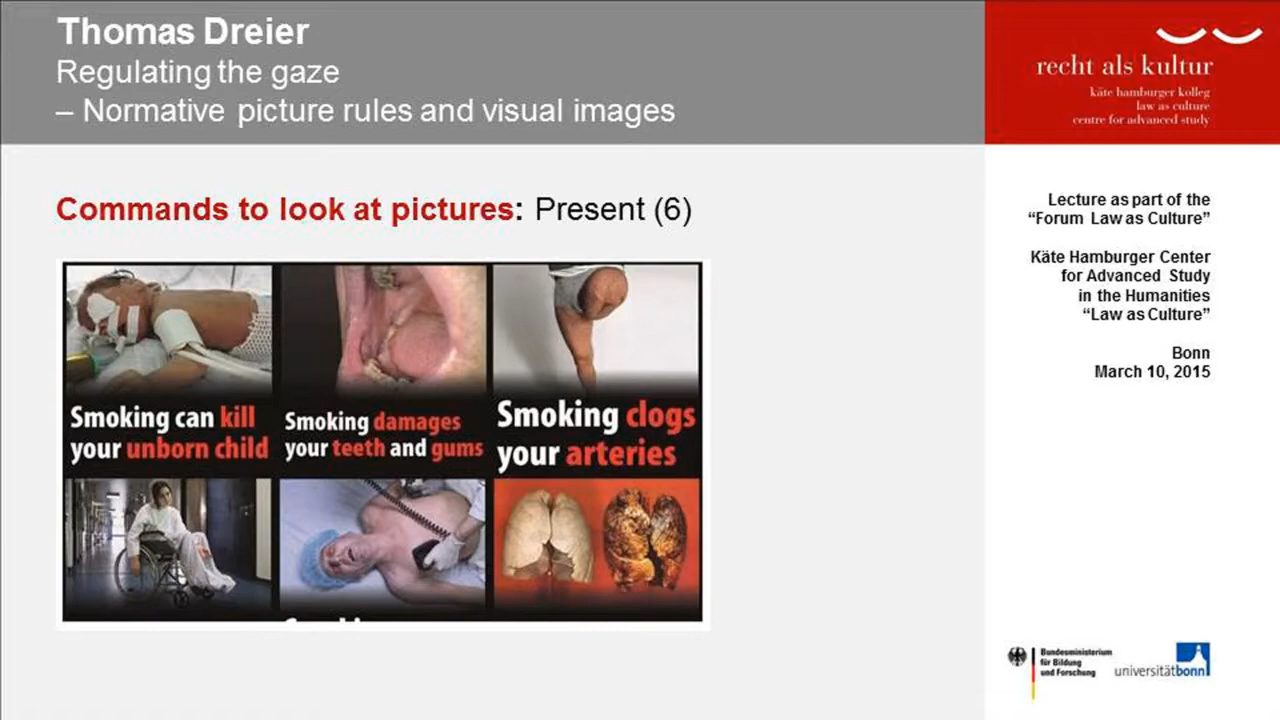 Thomas Dreier
Regulating the gaze
– Normative picture rules and visual images
recht als kultur
käte hamburger kolleg
law as culture
centre for advanced study
Commands to look at pictures: Present (6)
Smoking can kill
your unborn child
Smoking damages
your teeth and gums
Smoking clogs
your arteries
Lecture as part of the
“Forum Law as Culture”
Käte Hamburger Center
for Advanced Study
in the Humanities
“Law as Culture”
Bonn
March 10, 2015
Bundesministerium
für Bildung
und Forschung
universitätbonn